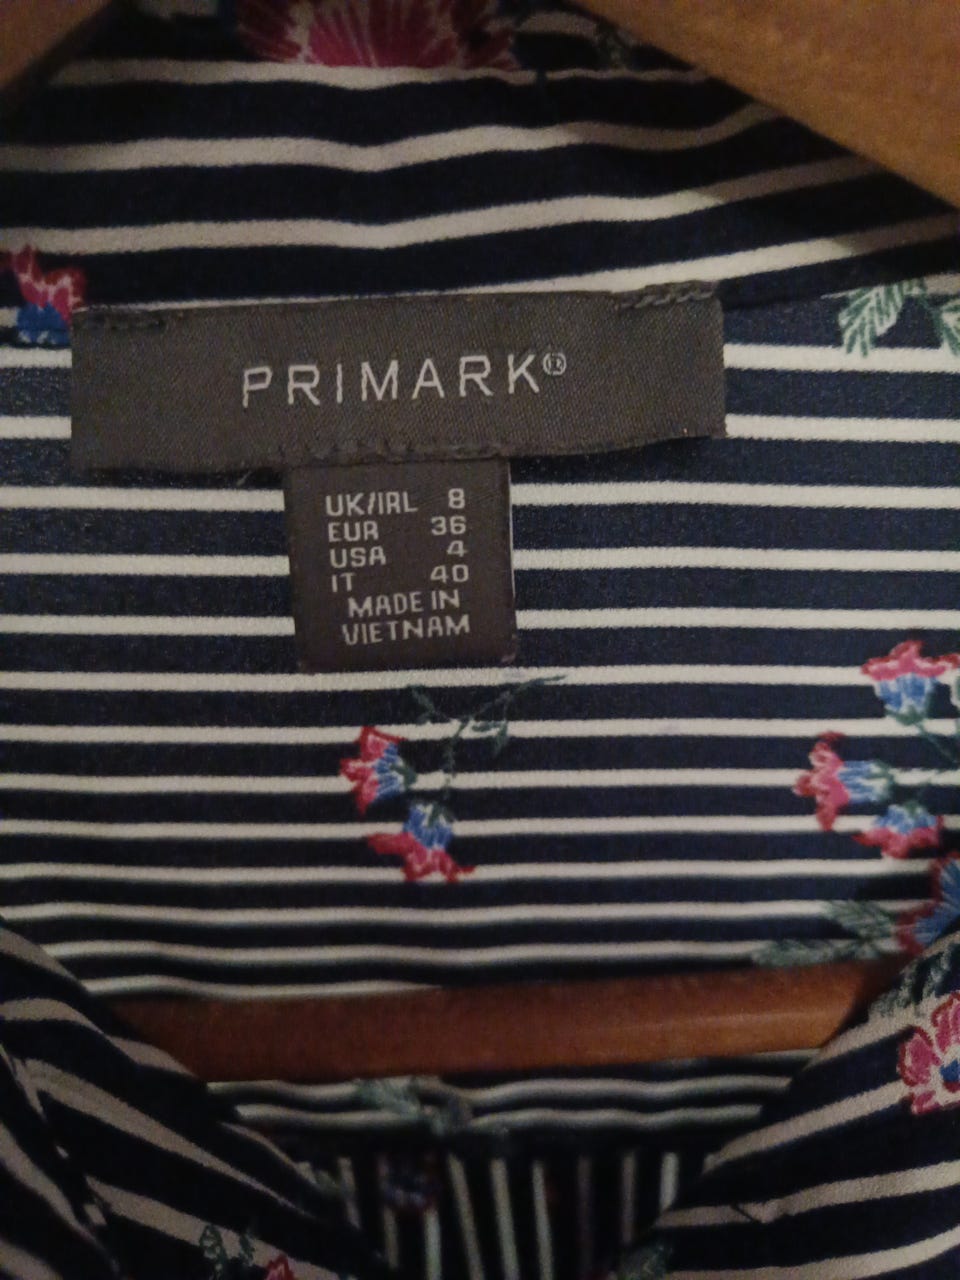 PRIMARK®
UK/IRL 8
EUR 36
USA 4
IT 40
MADE IN
VIETNAM